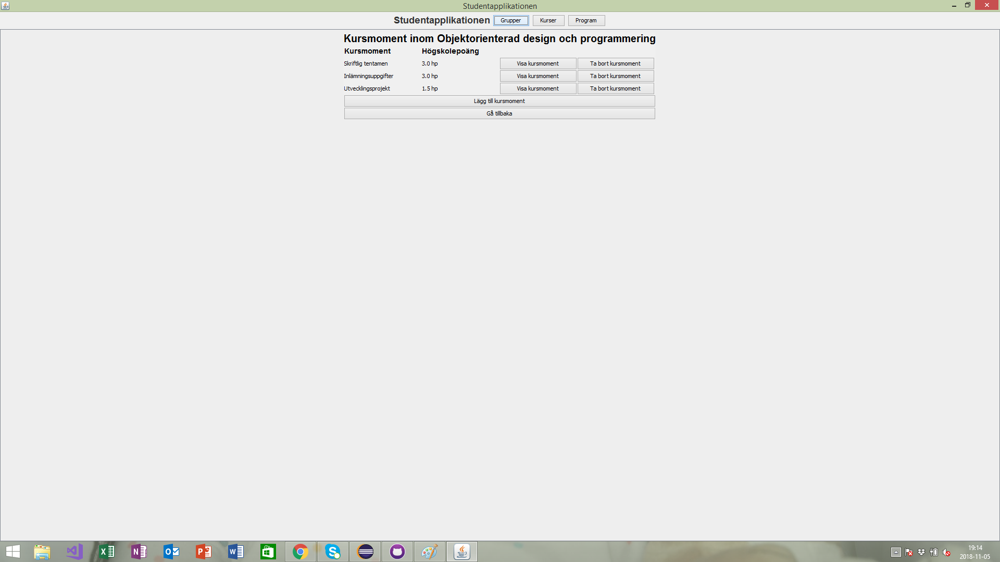 Studentapplikationen
Studentapplikationen Grupper Kurser Program
Kursmoment inom Objektorienterad design och programmering
Kursmoment Högskolepoäng
Skriftlig tentamen 3.0 hp Visa kursmoment Ta bort kursmoment
Inlämningsuppgifter 3.0 hp Visa kursmoment Ta bort kursmoment
Utvecklingsprojekt 1.5 hp Visa kursmoment Ta bort kursmoment
Lägg till kursmoment
Gå tillbaka
19:14
2018-11-05